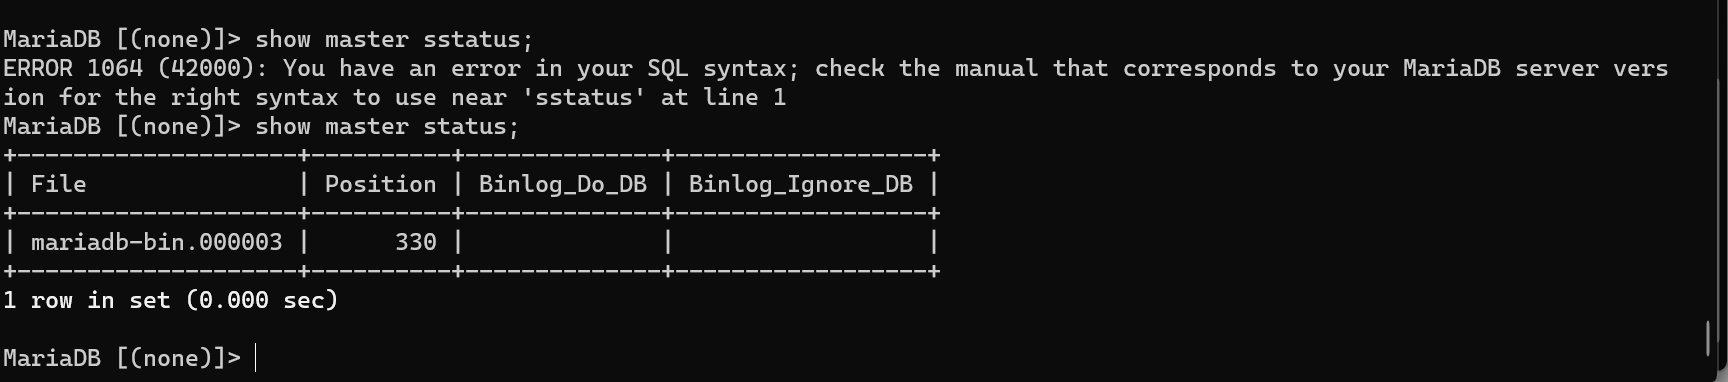 MariaDB [(none)]> show master sstatus;
ERROR 1064 (42000): You have an error in your SQL syntax; check the manual that corresponds to your MariaDB server vers
ion for the right syntax to use near 'sstatus' at line 1
MariaDB [(none)]> show master status;
+--------------------+----------+--------------+------------------+
| File               | Position | Binlog_Do_DB | Binlog_Ignore_DB |
+--------------------+----------+--------------+------------------+
| mariadb-bin.000003 |      330 |              |                  |
+--------------------+----------+--------------+------------------+
1 row in set (0.000 sec)
MariaDB [(none)]>